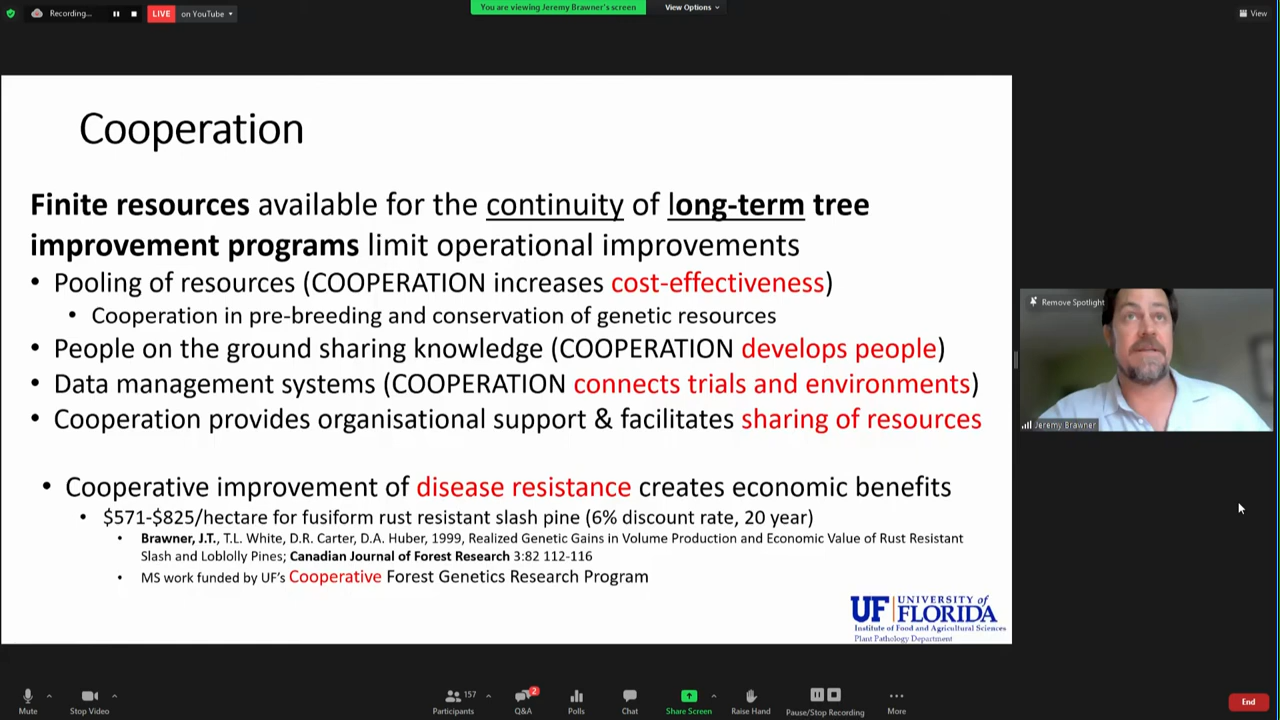 Recording...
LIVE
on YouTube
You are viewing Jeremy Brawner's screen
View Options
View
Cooperation
Finite resources available for the continuity of long-term tree
improvement programs limit operational improvements
• Pooling of resources (COOPERATION increases cost-effectiveness)
• Cooperation in pre-breeding and conservation of genetic resources
• People on the ground sharing knowledge (COOPERATION develops people)
• Data management systems (COOPERATION connects trials and environments)
• Cooperation provides organisational support & facilitates sharing of resources
• Cooperative improvement of disease resistance creates economic benefits
• $571-$825/hectare for fusiform rust resistant slash pine (6% discount rate, 20 year)
• Brawner, J.T., T.L. White, D.R. Carter, D.A. Huber, 1999, Realized Genetic Gains in Volume Production and Economic Value of Rust Resistant
Slash and Loblolly Pines; Canadian Journal of Forest Research 3:82 112-116
• MS work funded by UF's Cooperative Forest Genetics Research Program
UF UNIVERSITY of
FLORIDA
Institute of Food and Agricultural Sciences
Plant Pathology Department
Remove Spotlight
Jeremy Brawner
Mute
Stop Video
157
Participants
2
Q&A
Polls
Chat
Share Screen
Raise Hand
Pause/Stop Recording
More
End